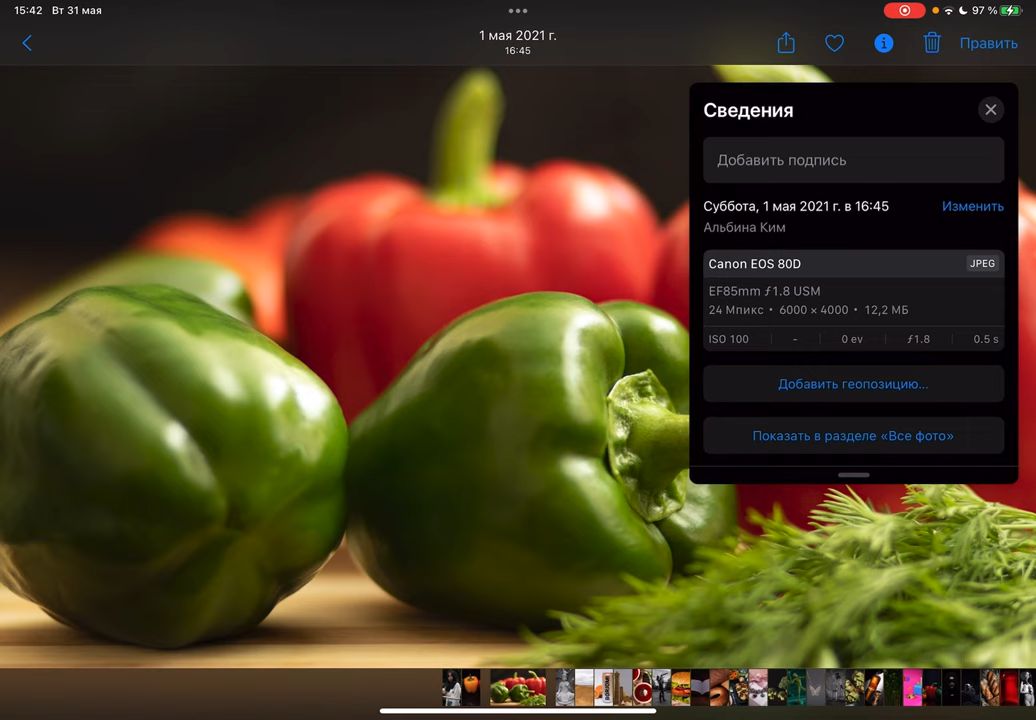 15:42 Вт 31 мая
97 %
1 мая 2021 г.
16:45
Править
Сведения
Добавить подпись
Суббота, 1 мая 2021 г. в 16:45
Изменить
Альбина Ким
Canon EOS 80D
JPEG
EF85mm ƒ1.8 USM
24 Мпикс • 6000 × 4000 • 12,2 МБ
ISO 100 - 0 ev ƒ1.8 0.5 s
Добавить геопозицию...
Показать в разделе «Все фото»